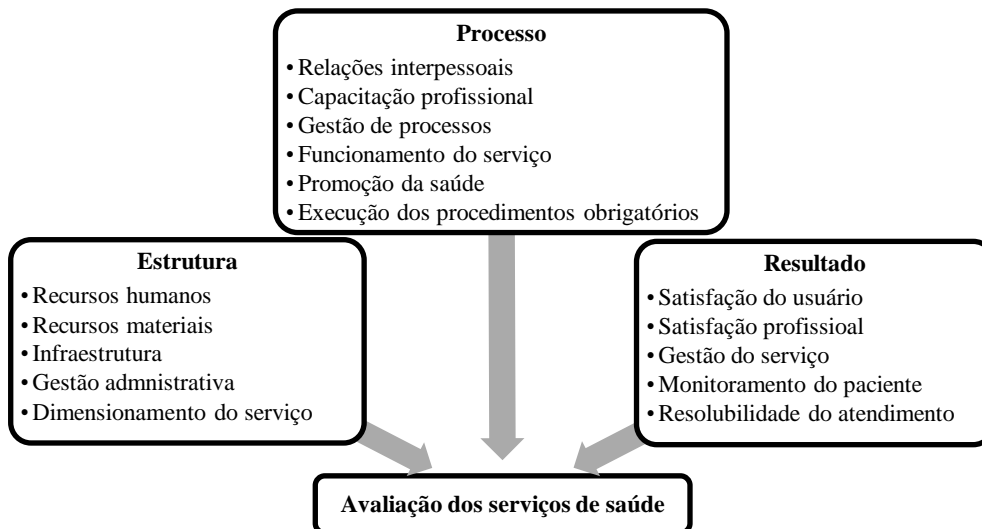 Processo
• Relações interpessoais
• Capacitação profissional
• Gestão de processos
• Funcionamento do serviço
• Promoção da saúde
• Execução dos procedimentos obrigatórios
Estrutura
• Recursos humanos
• Recursos materiais
• Infraestrutura
• Gestão admnistrativa
• Dimensionamento do serviço
Resultado
• Satisfação do usuário
• Satisfação profissioal
• Gestão do serviço
• Monitoramento do paciente
• Resolubilidade do atendimento
Avaliação dos serviços de saúde